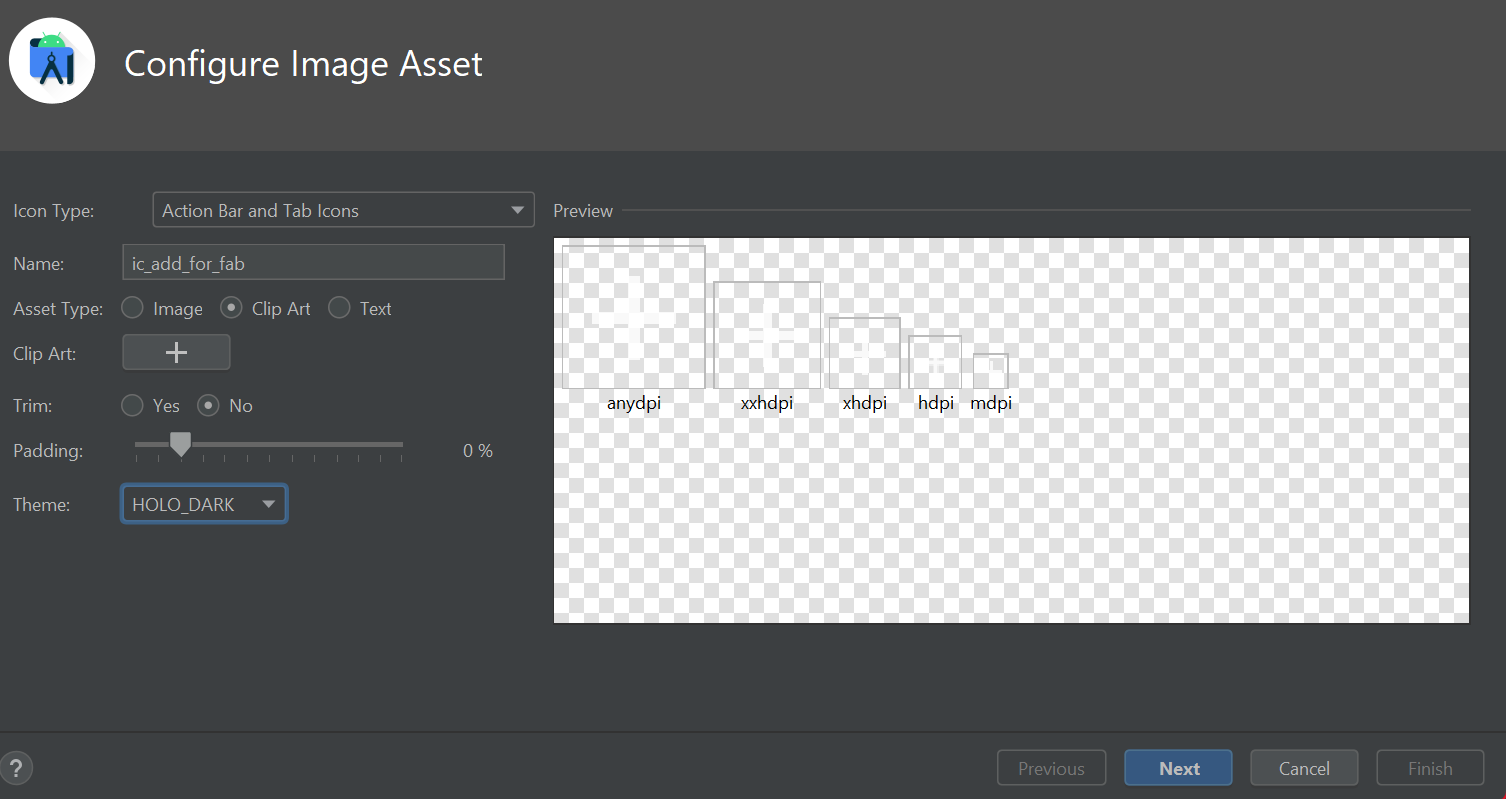 Configure Image Asset
Icon Type: Action Bar and Tab Icons
Name: ic_add_for_fab
Asset Type: Image Clip Art Text
Clip Art:
Trim: Yes No
Padding: 0 %
Theme: HOLO_DARK
Preview
anydpi xxhdpi xhdpi hdpi mdpi
? Previous Next Cancel Finish